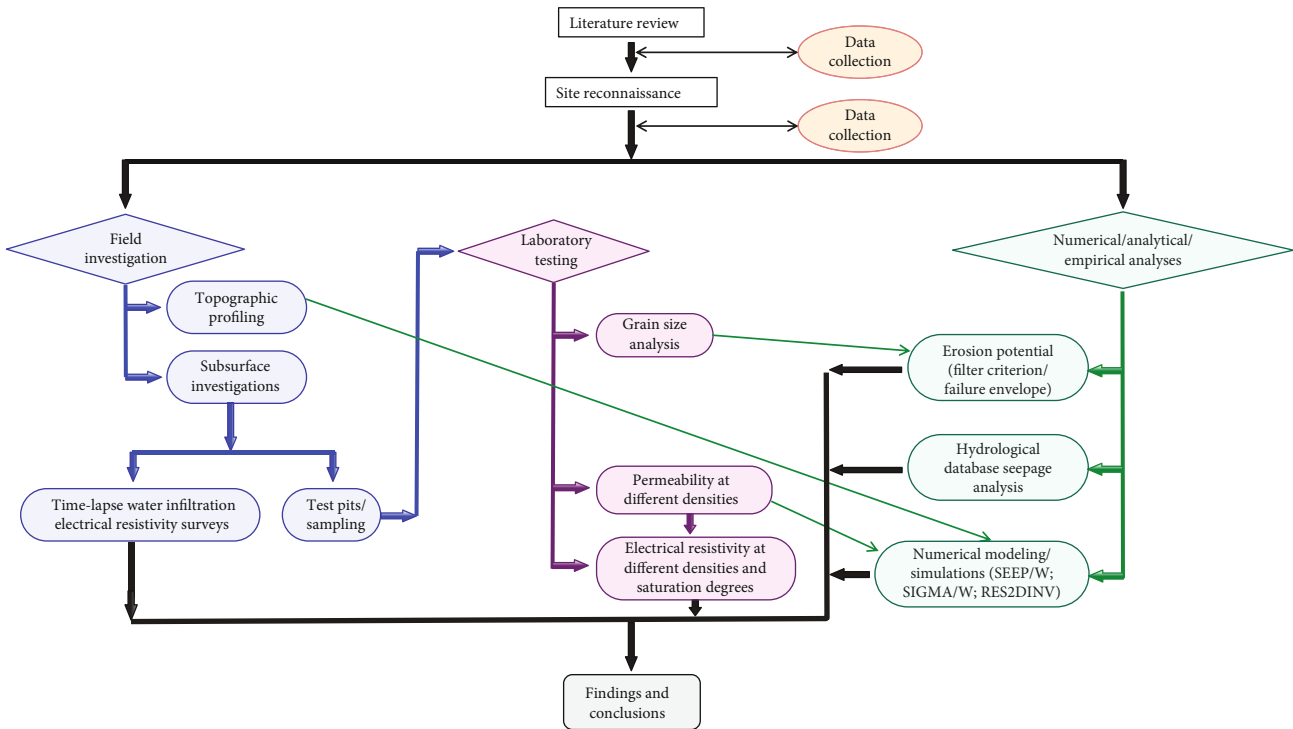 Literature review
Data
collection
Site reconnaissance
Data
collection
Field
investigation
Laboratory
testing
Numerical/analytical/
empirical analyses
Topographic
profiling
Grain size
analysis
Erosion potential
(filter criterion/
failure envelope)
Subsurface
investigations
Hydrological
database seepage
analysis
Time-lapse water infiltration
electrical resistivity surveys
Test pits/
sampling
Permeability at
different densities
Electrical resistivity at
different densities and
saturation degrees
Numerical modeling/
simulations (SEEP/W;
SIGMA/W; RES2DINV)
Findings and
conclusions